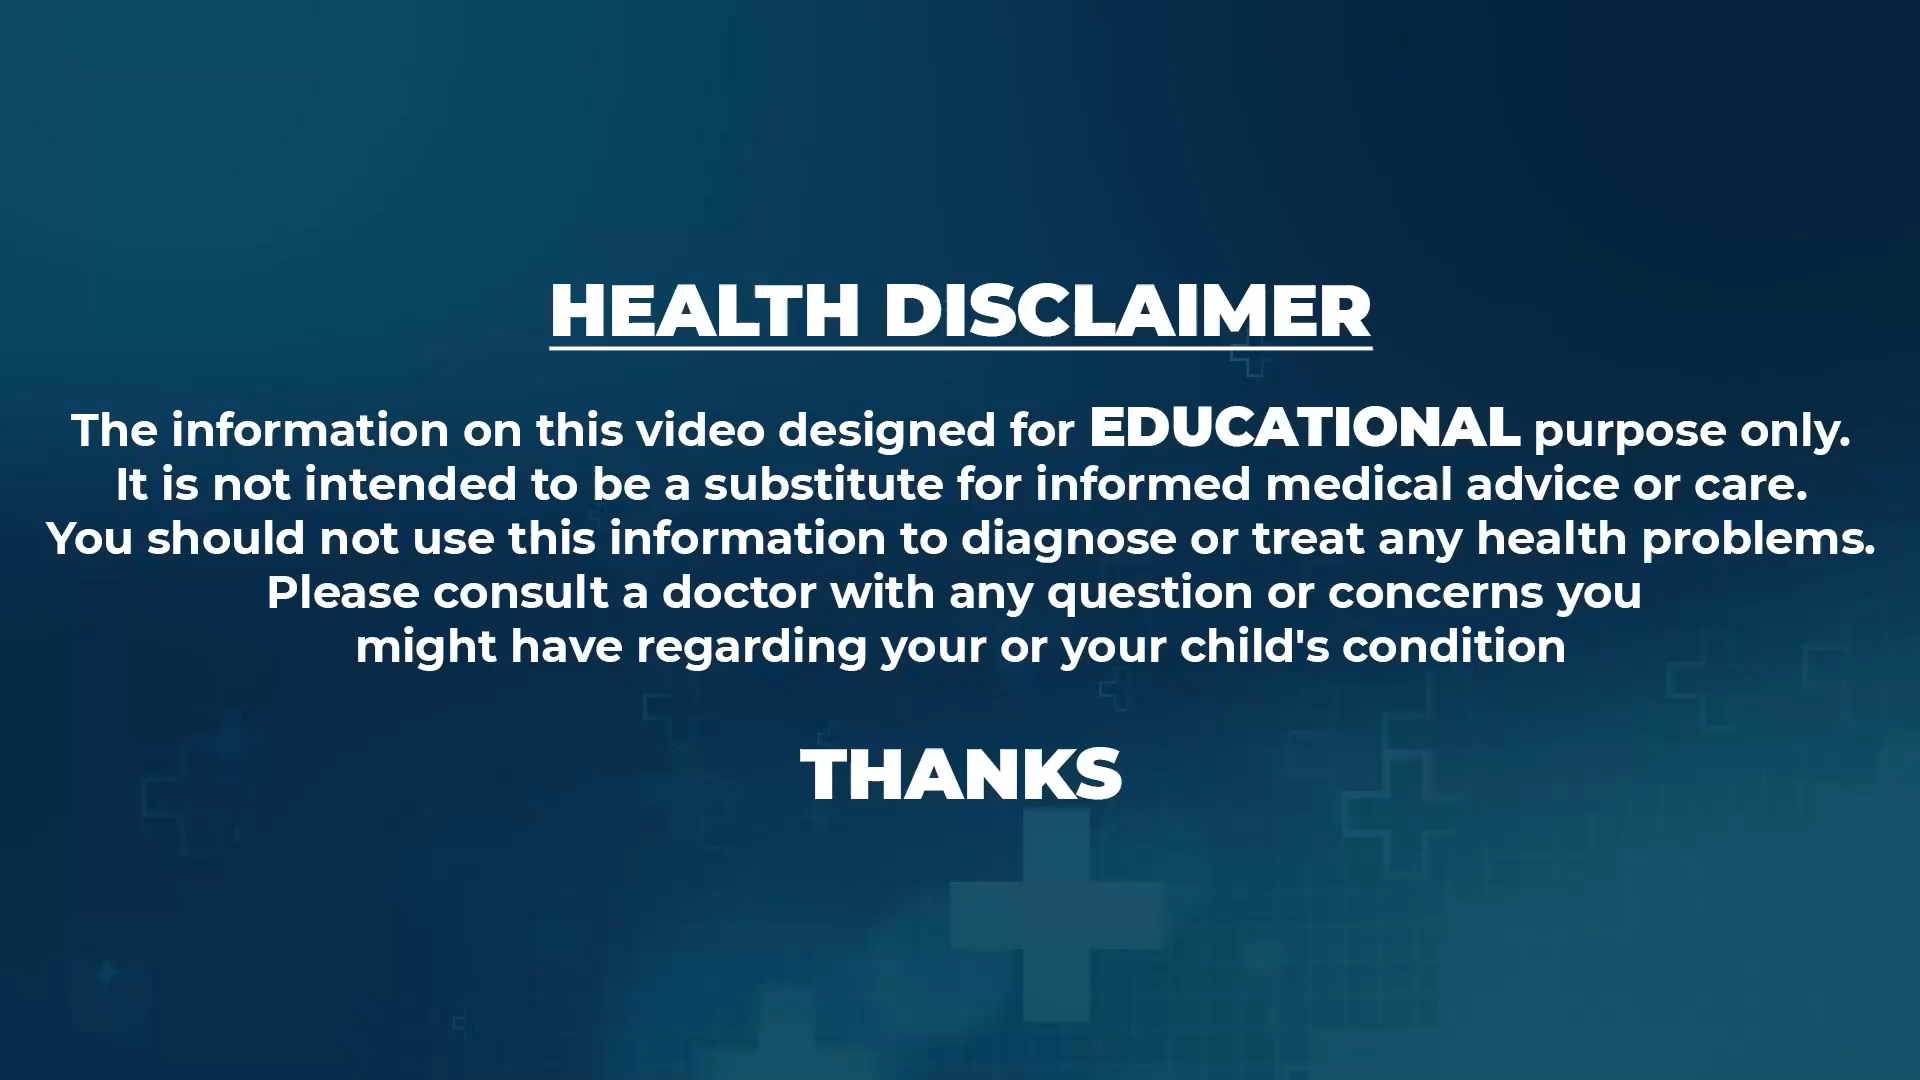 HEALTH DISCLAIMER
The information on this video designed for EDUCATIONAL purpose only.
It is not intended to be a substitute for informed medical advice or care.
You should not use this information to diagnose or treat any health problems.
Please consult a doctor with any question or concerns you
might have regarding your or your child's condition
THANKS